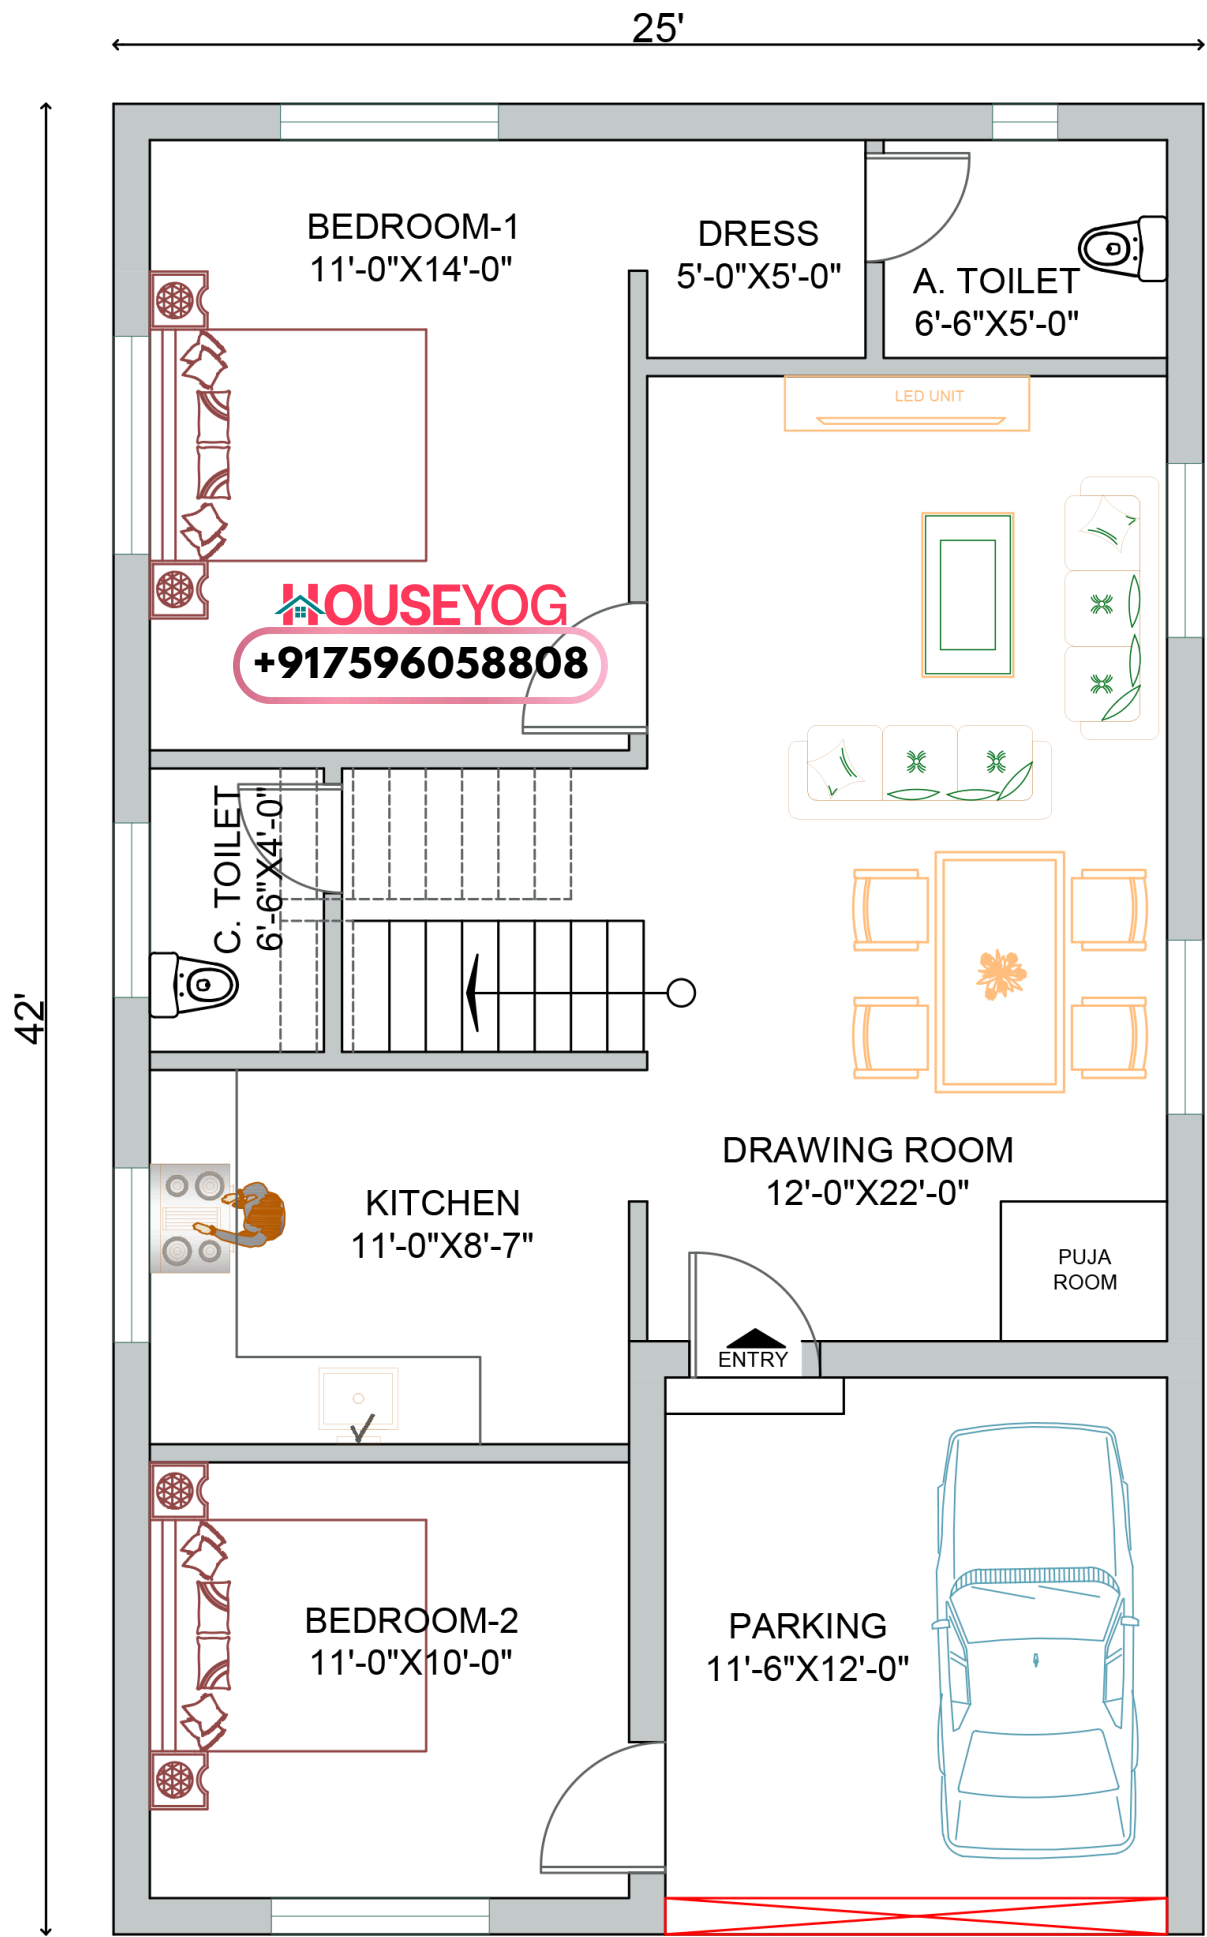 25'
BEDROOM-1
11'-0"X14'-0"
DRESS
5'-0"X5'-0"
A. TOILET
6'-6"X5'-0"
LED UNIT
HOUSEYOG
+917596058808
C. TOILET
6'-6"X4'-0"
42'
DRAWING ROOM
12'-0"X22'-0"
KITCHEN
11'-0"X8'-7"
PUJA
ROOM
ENTRY
BEDROOM-2
11'-0"X10'-0"
PARKING
11'-6"X12'-0"